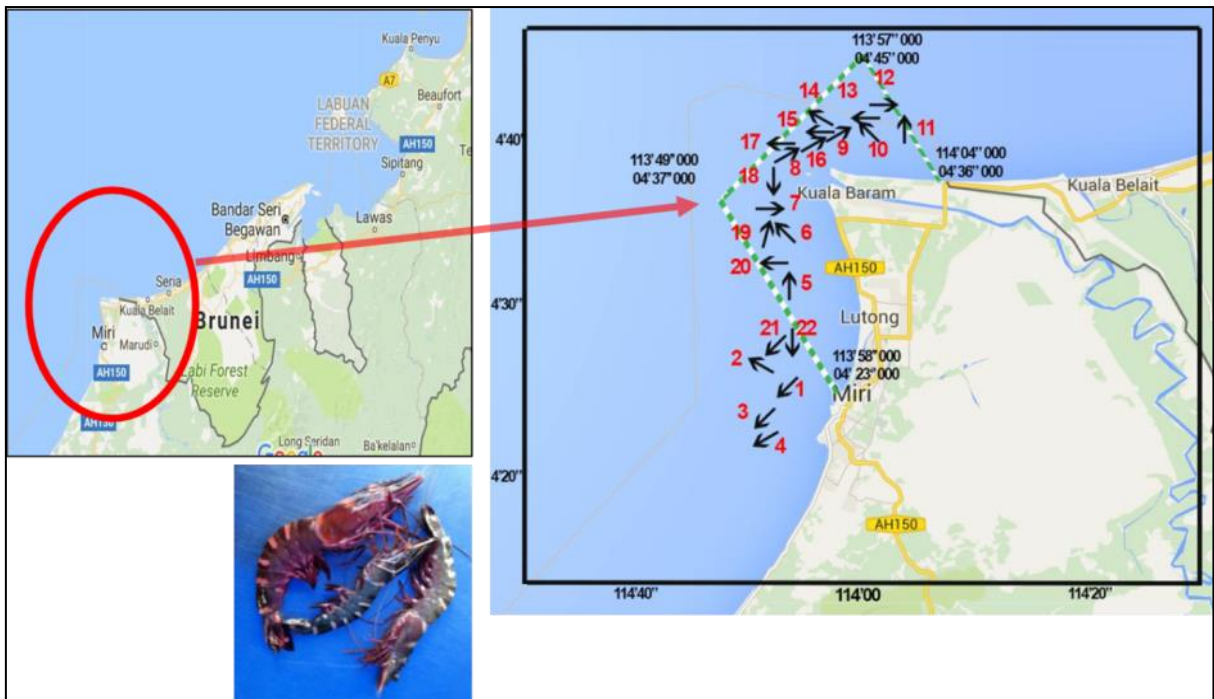 Kuala Penyu
A7
Beaufort
LABUAN
FEDERAL
TERRITORY
AH150
Sipitang
Bandar Seri
Begawan
Lawas
Limbang
AH150
Seria
Kuala Belait
Brunei
Miri
Marudi
AH150
Labi Forest
Reserve
AH150
Long Seridan
Ba'kelalan
Google
113'57'' 000
04'45'' 000
12
14
13
4'40''
15
17
11
113'49'' 000
04'37'' 000
8
16
9
10
114'04'' 000
04'36'' 000
18
Kuala Baram
Kuala Belait
7
19
6
20
AH150
5
4'30''
Lutong
21
22
2
113'58'' 000
04'23'' 000
1
Miri
3
4
4'20''
AH150
114'40''
114'00
114'20''